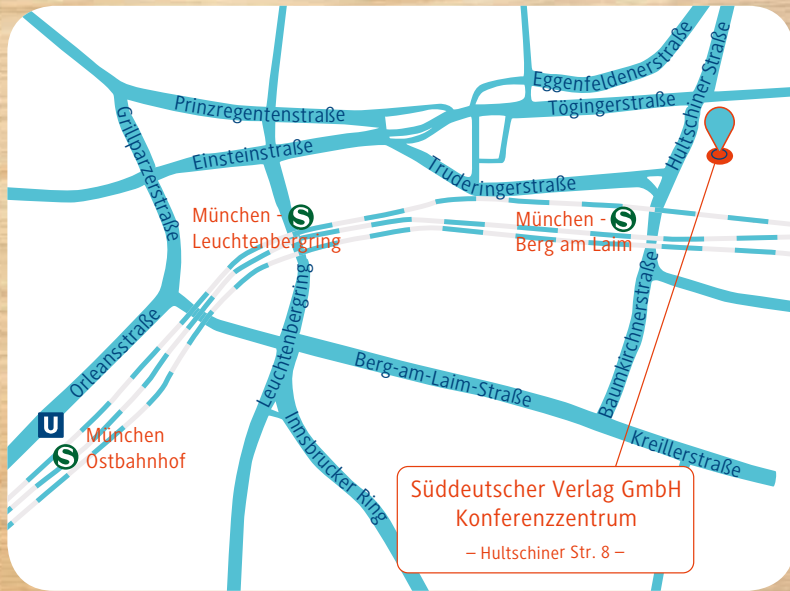 Eggenfeldenerstraße
Hultschiner Straße
Prinzregentenstraße
Tögingerstraße
Grillparzerstraße
Einsteinstraße
Truderingerstraße
München - S
Leuchtenbergring
München - S
Berg am Laim
Orleansstraße
Leuchtenbergring
Baumkirchnerstraße
Berg-am-Laim-Straße
Innsbrucker Ring
Kreillerstraße
U
S
München
Ostbahnhof
Süddeutscher Verlag GmbH
Konferenzzentrum
– Hultschiner Str. 8 –